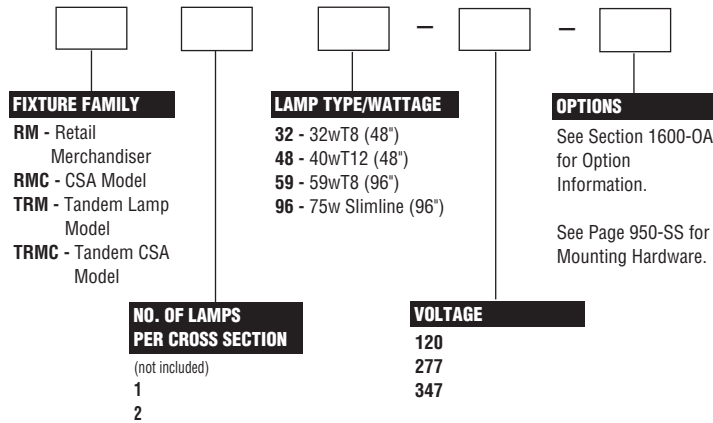 – –
FIXTURE FAMILY
RM - Retail
Merchandiser
RMC - CSA Model
TRM - Tandem Lamp
Model
TRMC - Tandem CSA
Model
NO. OF LAMPS
PER CROSS SECTION
(not included)
1
2
LAMP TYPE/WATTAGE
32 - 32wT8 (48")
48 - 40wT12 (48")
59 - 59wT8 (96")
96 - 75w Slimline (96")
VOLTAGE
120
277
347
OPTIONS
See Section 1600-OA
for Option
Information.
See Page 950-SS for
Mounting Hardware.